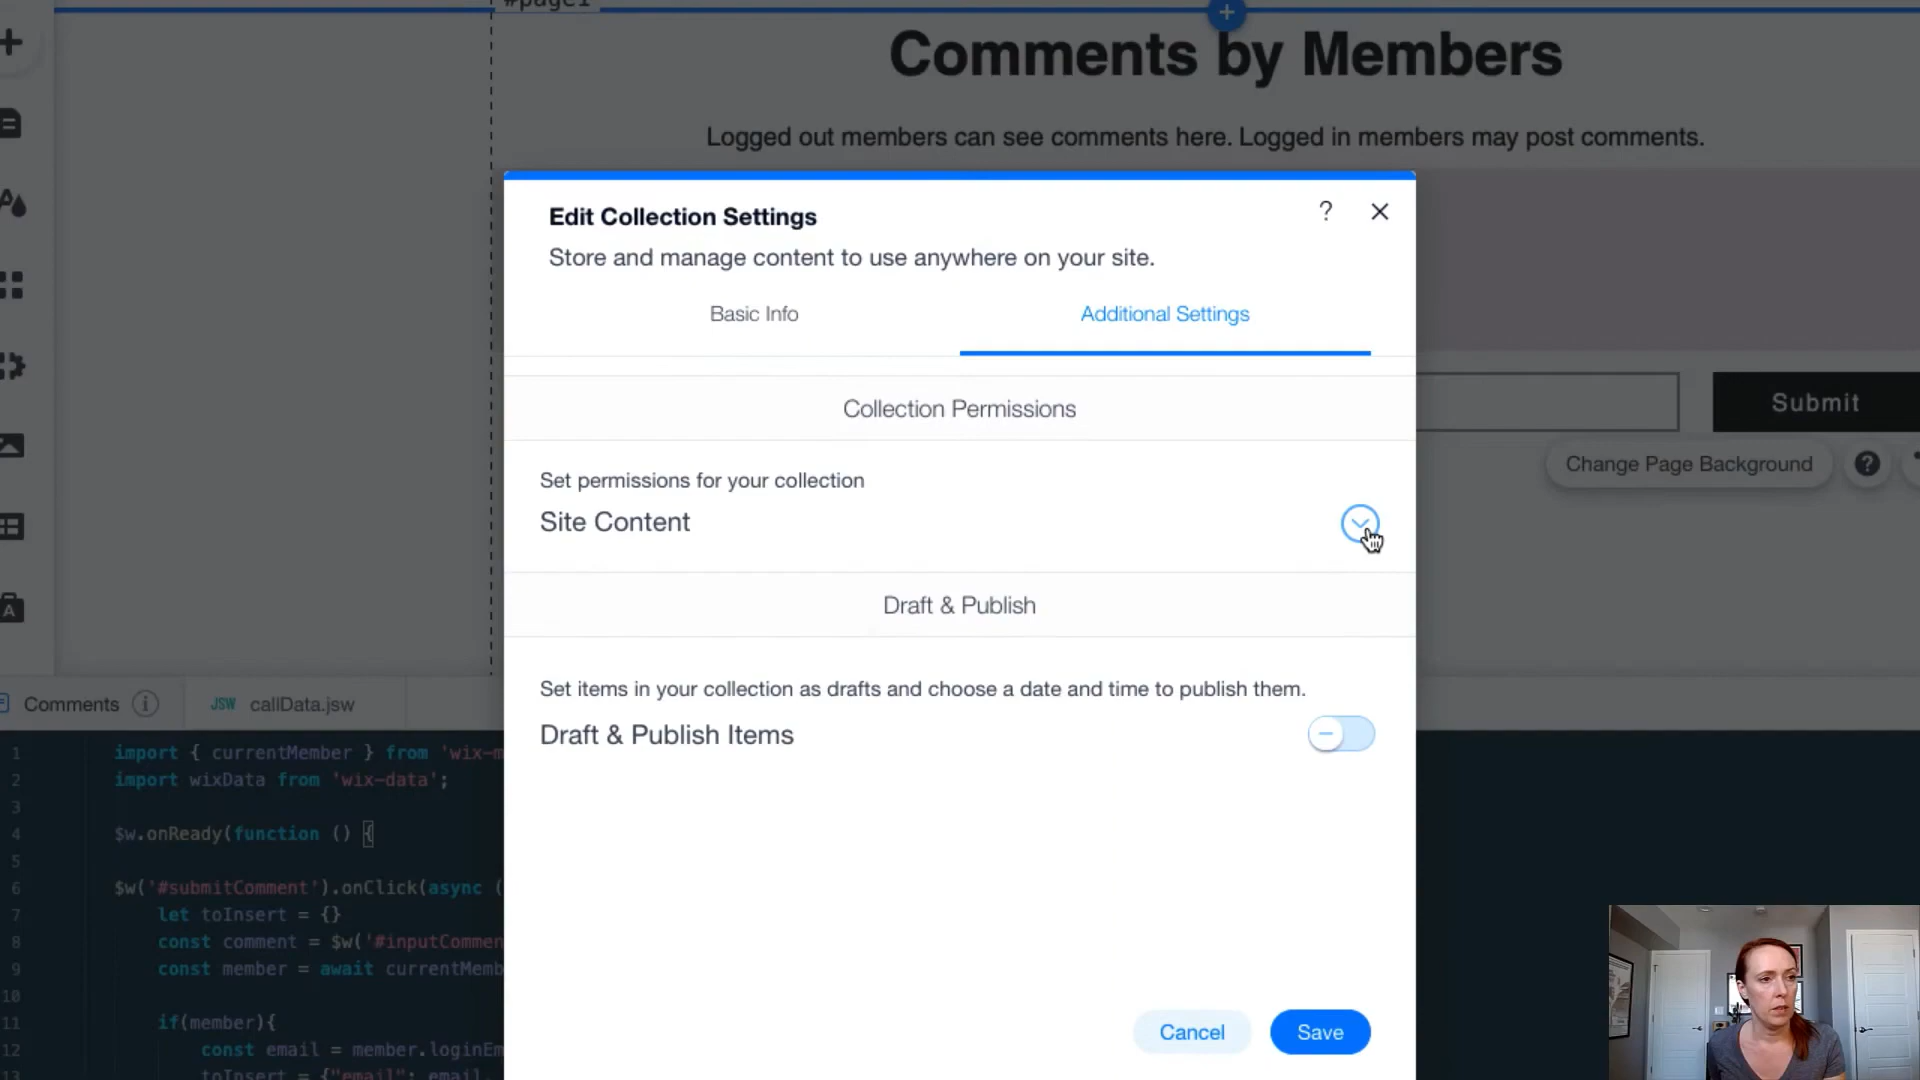 #page1
Comments by Members
Logged out members can see comments here. Logged in members may post comments.
Edit Collection Settings
?
Store and manage content to use anywhere on your site.
Basic Info
Additional Settings
Collection Permissions
Submit
Set permissions for your collection
Site Content
Change Page Background
?
Draft & Publish
Set items in your collection as drafts and choose a date and time to publish them.
Draft & Publish Items
Cancel
Save
Comments
JSW callData.jsw
1 import { currentMember } from 'wix-m
2 import wixData from 'wix-data';
3
4 $w.onReady(function () {
5
6 $w('#submitComment').onClick(async (
7 let toInsert = {}
8 const comment = $w('#inputCommen
9 const member = await currentMemb
10
11 if(member){
12 const email = member.loginEm
13 toInsert = {"email": email,